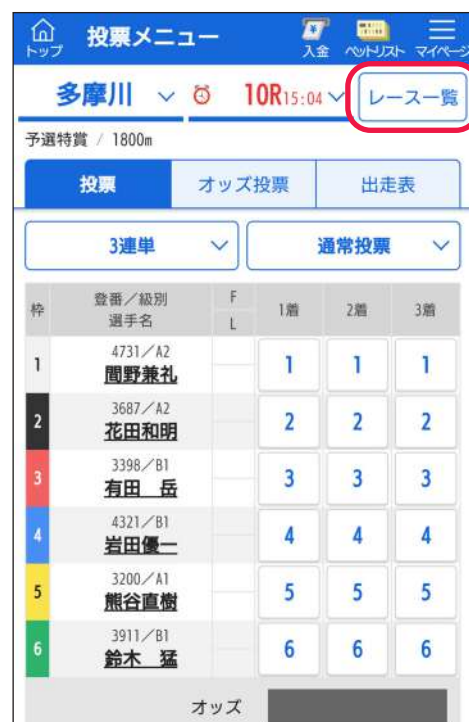 トップ 投票メニュー 入金 ベットリスト マイページ
多摩川 10R15:04 レース一覧
予選特賞 / 1800m
投票 オッズ投票 出走表
3連単 通常投票
枠 登番／級別 F 1着 2着 3着
選手名 L
4731／A2
1 間野兼礼 1 1 1
3687／A2
2 花田和明 2 2 2
3398／B1
3 有田 岳 3 3 3
4321／B1
4 岩田優一 4 4 4
3200／A1
5 熊谷直樹 5 5 5
3911／B1
6 鈴木 猛 6 6 6
オッズ